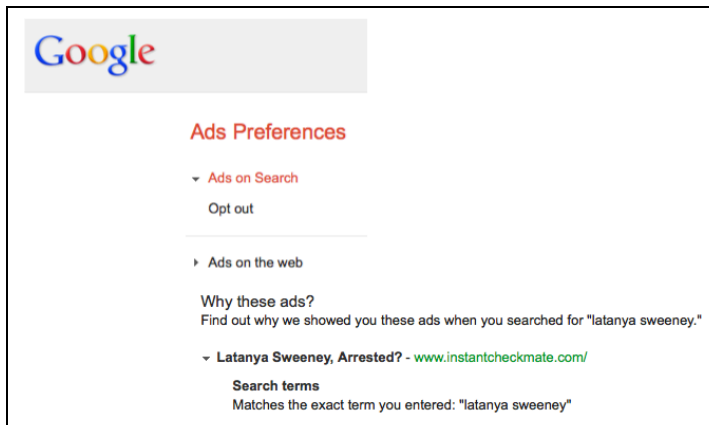 Google
Ads Preferences
Ads on Search
Opt out
Ads on the web
Why these ads?
Find out why we showed you these ads when you searched for "latanya sweeney."
Latanya Sweeney, Arrested? - www.instantcheckmate.com/
Search terms
Matches the exact term you entered: "latanya sweeney"